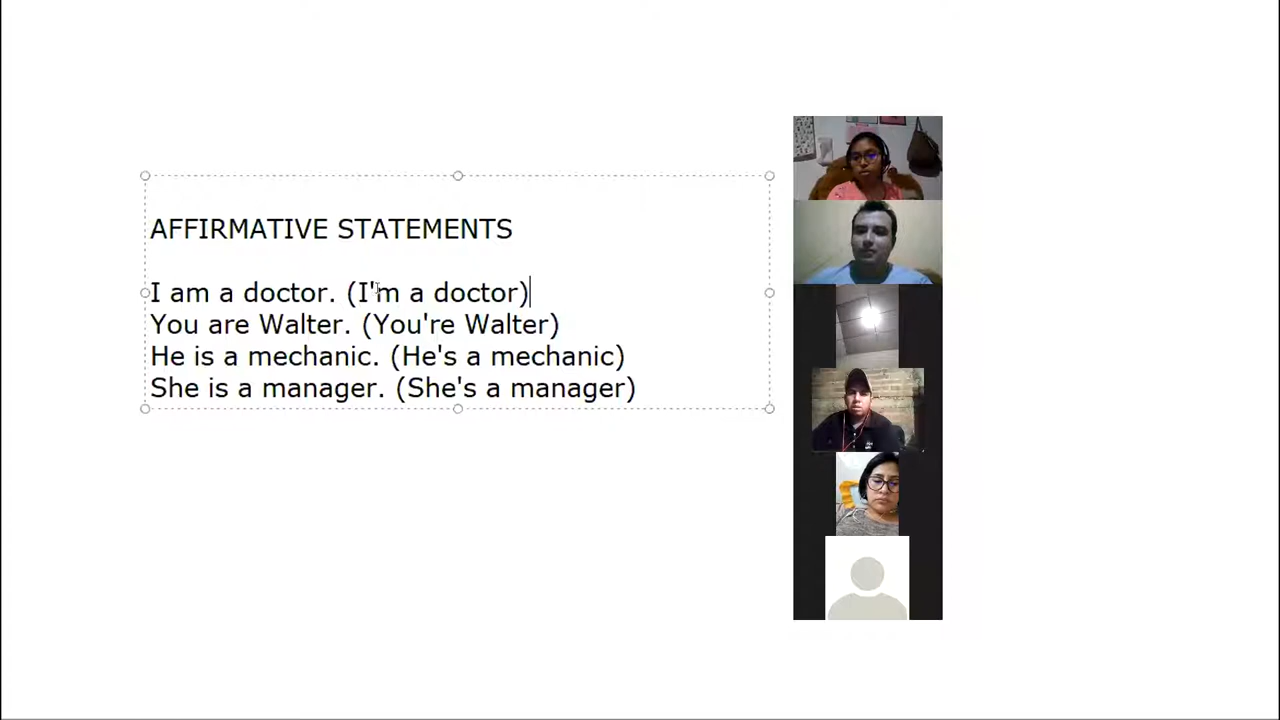 AFFIRMATIVE STATEMENTS
I am a doctor. (I'm a doctor)
You are Walter. (You're Walter)
He is a mechanic. (He's a mechanic)
She is a manager. (She's a manager)